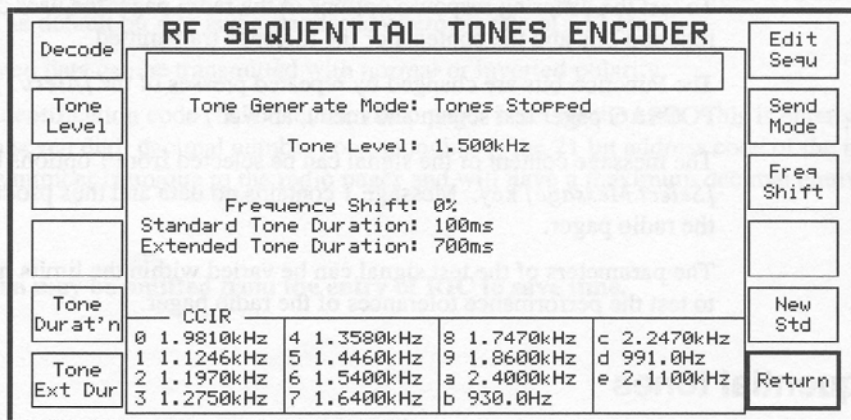 RF SEQUENTIAL TONES ENCODER
Decode
Tone
Level
Tone
Durat'n
Tone
Ext Dur
Tone Generate Mode: Tones Stopped
Tone Level: 1.500kHz
Frequency Shift: 0%
Standard Tone Duration: 100ms
Extended Tone Duration: 700ms
CCIR
0 1.9810kHz 4 1.3580kHz 8 1.7470kHz c 2.2470kHz
1 1.1246kHz 5 1.4460kHz 9 1.8600kHz d 991.0Hz
2 1.1970kHz 6 1.5400kHz a 2.4000kHz e 2.1100kHz
3 1.2750kHz 7 1.6400kHz b 930.0Hz
Edit
Sequ
Send
Mode
Freq
Shift
New
Std
Return